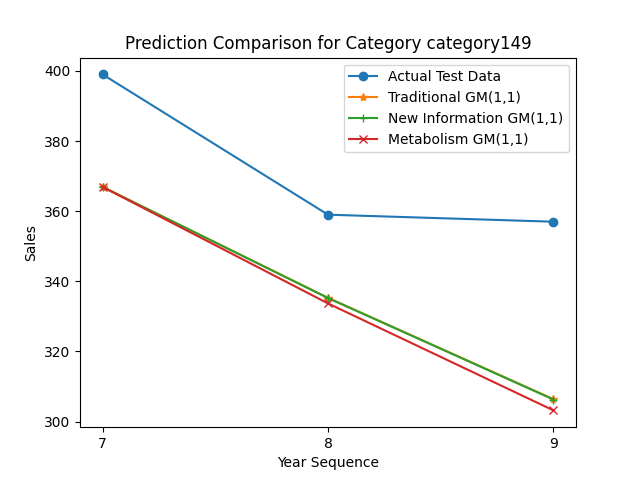 Prediction Comparison for Category category149
Actual Test Data
Traditional GM(1,1)
New Information GM(1,1)
Metabolism GM(1,1)
400
380
360
340
320
300
Sales
7
8
9
Year Sequence